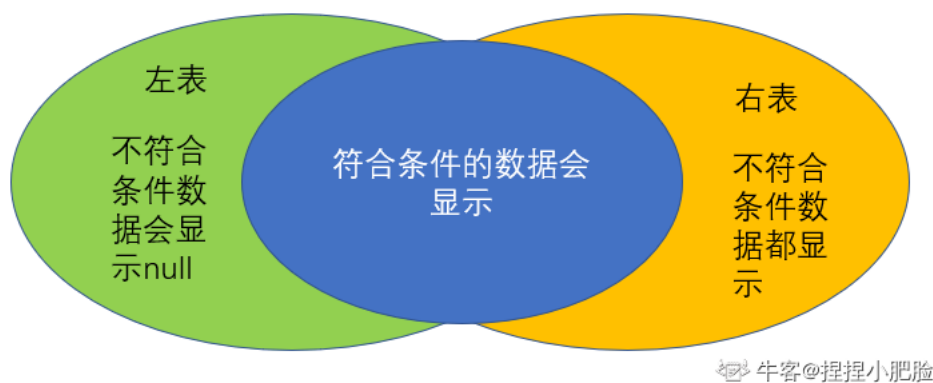 左表
不符合
条件数
据会显
示null
符合条件的数据会
显示
右表
不符合
条件数
据都显
示
牛客@捏捏小肥脸